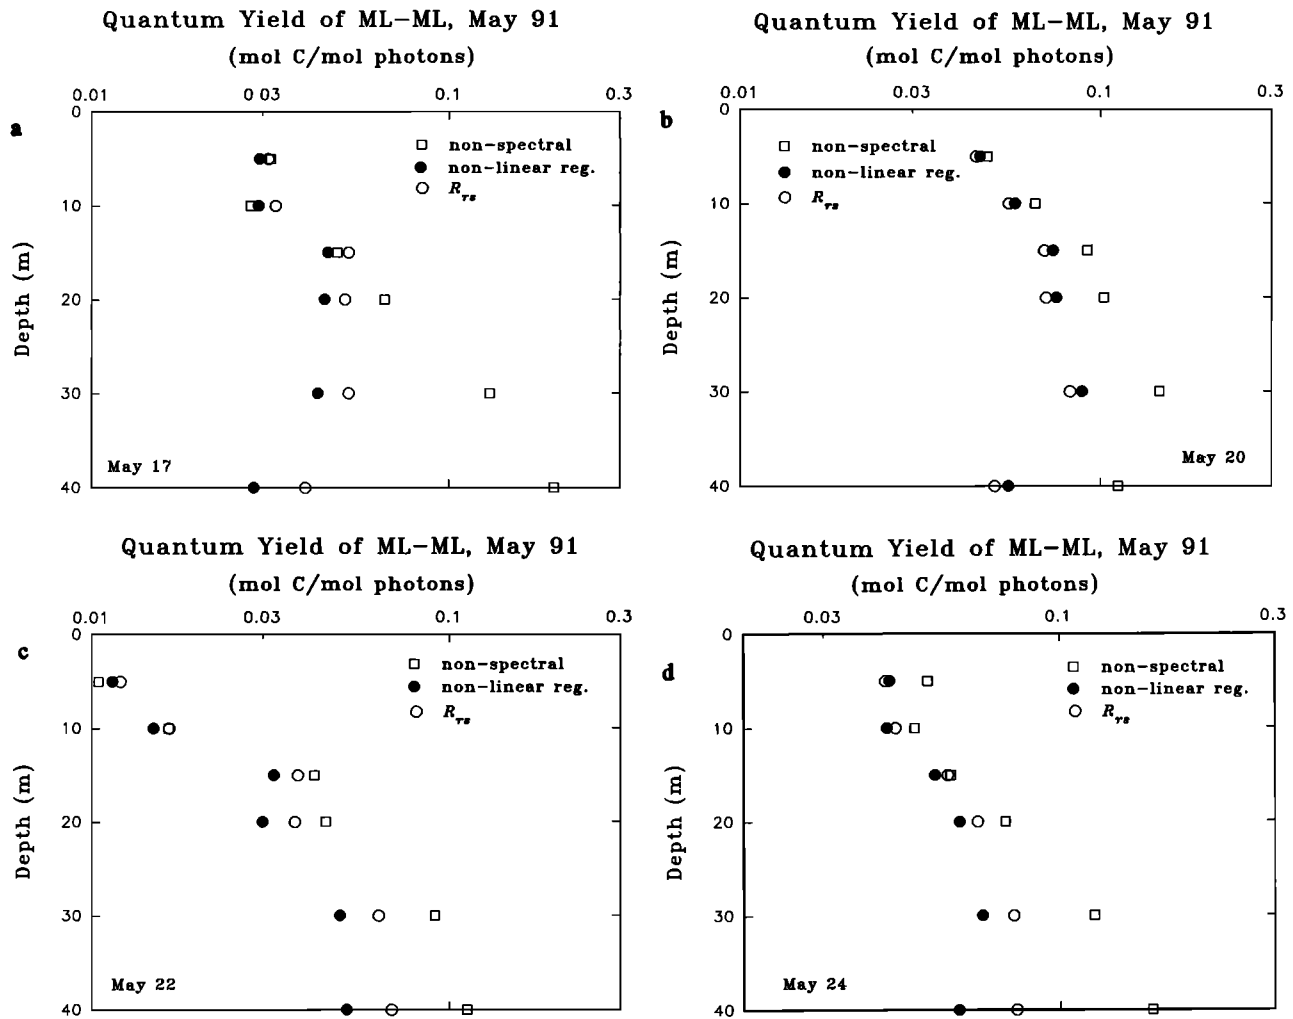 Quantum Yield of ML-ML, May 91
(mol C/mol photons)
0.01 0 03 0.1 0.3
a
0
10
20
30
40
Depth (m)
non-spectral
non-linear reg.
Rrs
May 17
Quantum Yield of ML-ML, May 91
(mol C/mol photons)
0.01 0.03 0.1 0.3
b
0
10
20
30
40
Depth (m)
non-spectral
non-linear reg.
Rrs
May 20
Quantum Yield of ML-ML, May 91
(mol C/mol photons)
0.01 0.03 0.1 0.3
c
0
10
20
30
40
Depth (m)
non-spectral
non-linear reg.
Rrs
May 22
Quantum Yield of ML-ML, May 91
(mol C/mol photons)
0.03 0.1 0.3
d
0
10
20
30
40
Depth (m)
non-spectral
non-linear reg.
Rrs
May 24